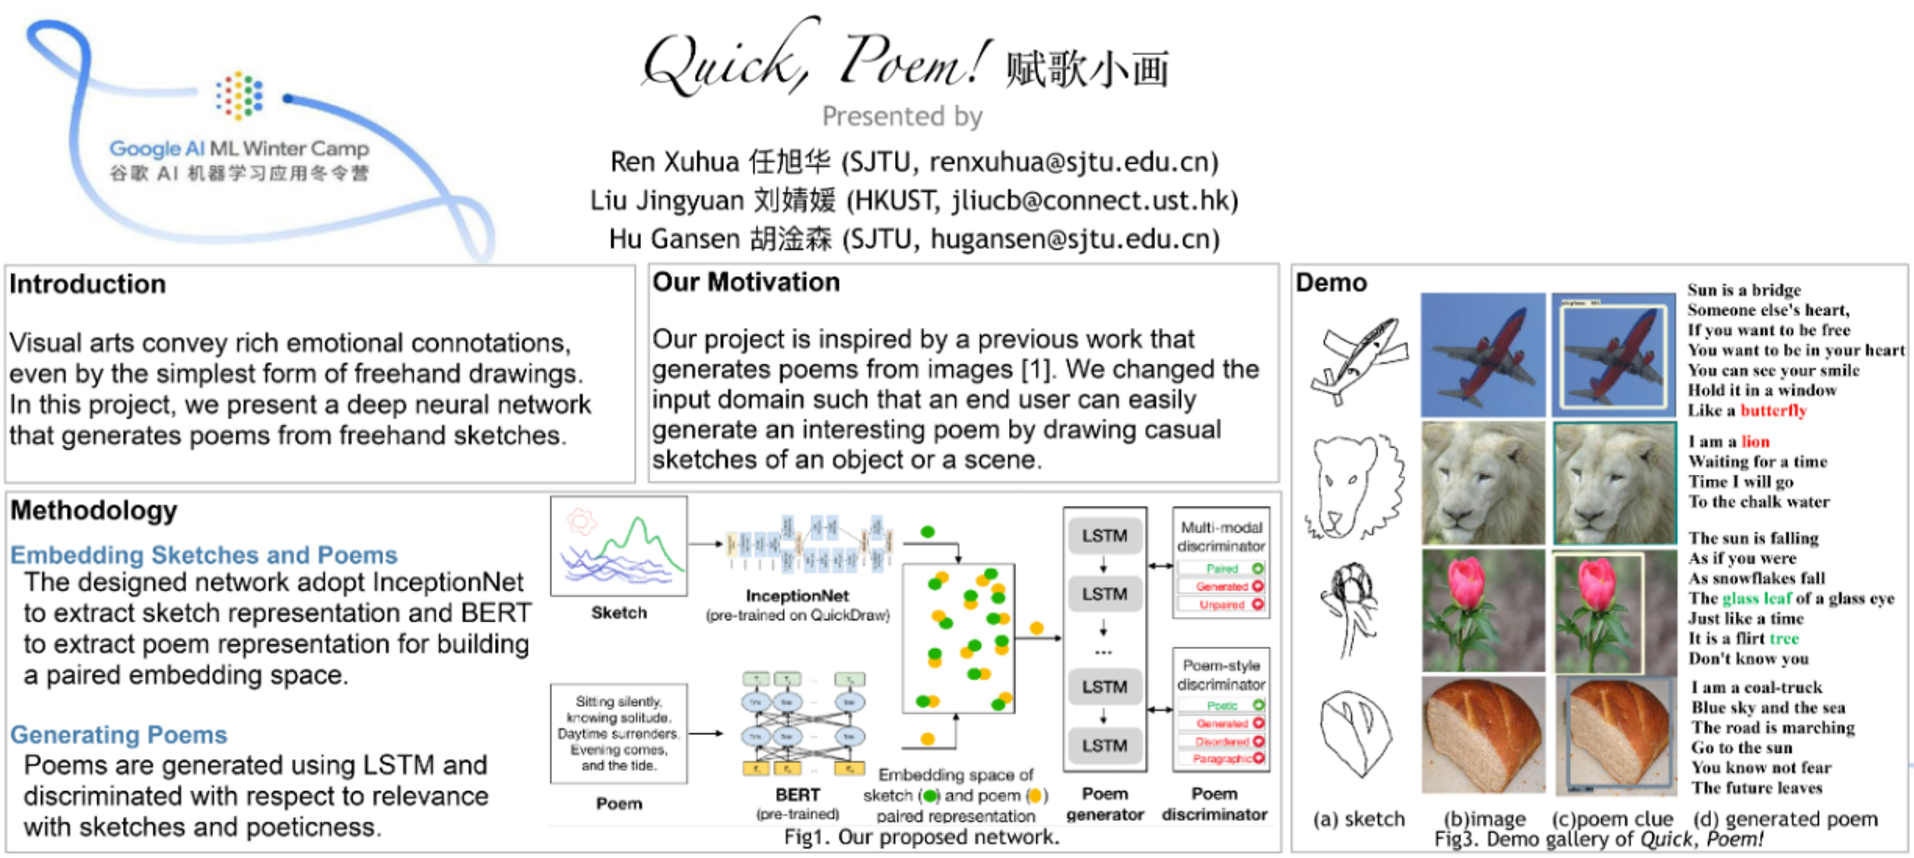 Google AI ML Winter Camp
谷歌 AI 机器学习应用冬令营
Quick, Poem! 赋歌小画
Presented by
Ren Xuhua 任旭华 (SJTU, renxuhua@sjtu.edu.cn)
Liu Jingyuan 刘婧媛 (HKUST, jliucb@connect.ust.hk)
Hu Gansen 胡淦森 (SJTU, hugansen@sjtu.edu.cn)
Introduction
Visual arts convey rich emotional connotations,
even by the simplest form of freehand drawings.
In this project, we present a deep neural network
that generates poems from freehand sketches.
Our Motivation
Our project is inspired by a previous work that
generates poems from images [1]. We changed the
input domain such that an end user can easily
generate an interesting poem by drawing casual
sketches of an object or a scene.
Methodology
Embedding Sketches and Poems
The designed network adopt InceptionNet
to extract sketch representation and BERT
to extract poem representation for building
a paired embedding space.
Generating Poems
Poems are generated using LSTM and
discriminated with respect to relevance
with sketches and poeticness.
Sketch
InceptionNet
(pre-trained on QuickDraw)
Sitting silently,
knowing solitude.
Daytime surrenders,
Evening comes,
and the tide.
Poem
BERT
(pre-trained)
Embedding space of
sketch ( ) and poem ( )
paired representation
LSTM
LSTM
...
LSTM
LSTM
Poem
generator
Multi-modal
discriminator
Paired
Generated
Unpaired
Poem-style
discriminator
Poetic
Generated
Disordered
Paragraphic
Poem
discriminator
Fig1. Our proposed network.
Demo
Sun is a bridge
Someone else's heart,
If you want to be free
You want to be in your heart
You can see your smile
Hold it in a window
Like a butterfly
I am a lion
Waiting for a time
Time I will go
To the chalk water
The sun is falling
As if you were
As snowflakes fall
The glass leaf of a glass eye
Just like a time
It is a flirt tree
Don't know you
I am a coal-truck
Blue sky and the sea
The road is marching
Go to the sun
You know not fear
The future leaves
(a) sketch (b)image (c)poem clue (d) generated poem
Fig3. Demo gallery of Quick, Poem!